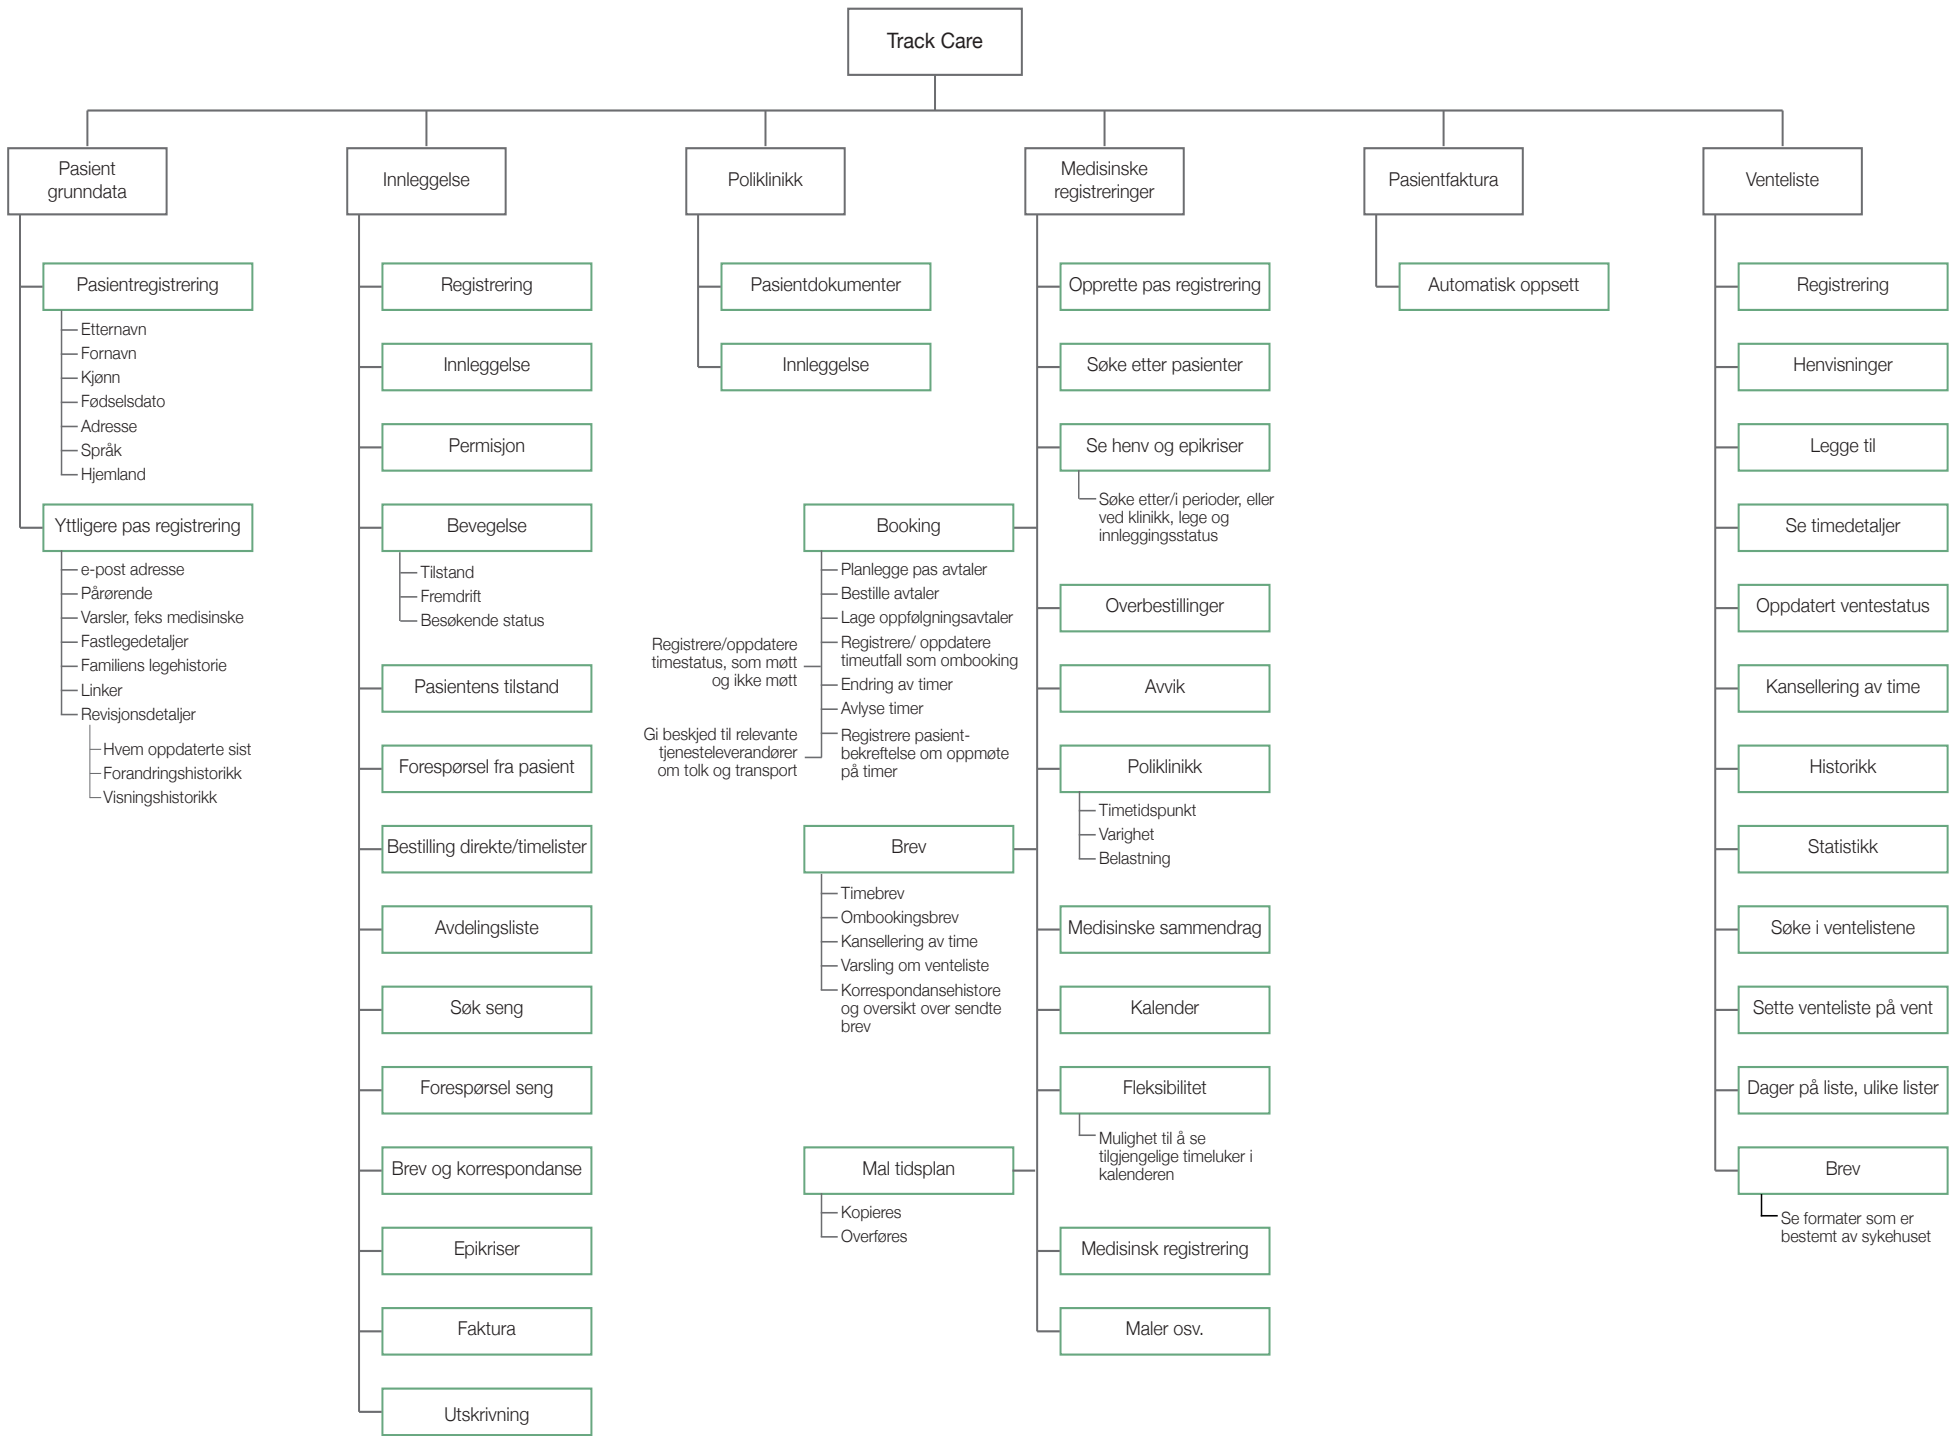 Track Care
Pasient
grunndata
Pasientregistrering
Etternavn
Fornavn
Kjønn
Fødselsdato
Adresse
Språk
Hjemland
Yttligere pas registrering
e-post adresse
Pårørende
Varsler, feks medisinske
Fastlegedetaljer
Familiens legehistorie
Linker
Revisjonsdetaljer
Hvem oppdaterte sist
Forandringshistorikk
Visningshistorikk
Innleggelse
Registrering
Innleggelse
Permisjon
Bevegelse
Tilstand
Fremdrift
Besøkende status
Pasientens tilstand
Forespørsel fra pasient
Bestilling direkte/timelister
Avdelingsliste
Søk seng
Forespørsel seng
Brev og korrespondanse
Epikriser
Faktura
Utskrivning
Poliklinikk
Pasientdokumenter
Innleggelse
Medisinske
registreringer
Opprette pas registrering
Søke etter pasienter
Se henv og epikriser
Søke etter/i perioder, eller
ved klinikk, lege og
innleggingsstatus
Booking
Planlegge pas avtaler
Bestille avtaler
Lage oppfølgningsavtaler
Registrere/oppdatere
timestatus, som møtt
og ikke møtt
Registrere/ oppdatere
timeutfall som ombooking
Endring av timer
Avlyse timer
Gi beskjed til relevante
tjenesteleverandører
om tolk og transport
Registrere pasient-
bekreftelse om oppmøte
på timer
Overbestillinger
Avvik
Poliklinikk
Timetidspunkt
Varighet
Belastning
Brev
Timebrev
Ombookingsbrev
Kansellering av time
Varsling om venteliste
Korrespondansehistore
og oversikt over sendte
brev
Medisinske sammendrag
Kalender
Fleksibilitet
Mulighet til å se
tilgjengelige timeluker i
kalenderen
Mal tidsplan
Kopieres
Overføres
Medisinsk registrering
Maler osv.
Pasientfaktura
Automatisk oppsett
Venteliste
Registrering
Henvisninger
Legge til
Se timedetaljer
Oppdatert ventestatus
Kansellering av time
Historikk
Statistikk
Søke i ventelistene
Sette venteliste på vent
Dager på liste, ulike lister
Brev
Se formater som er
bestemt av sykehuset